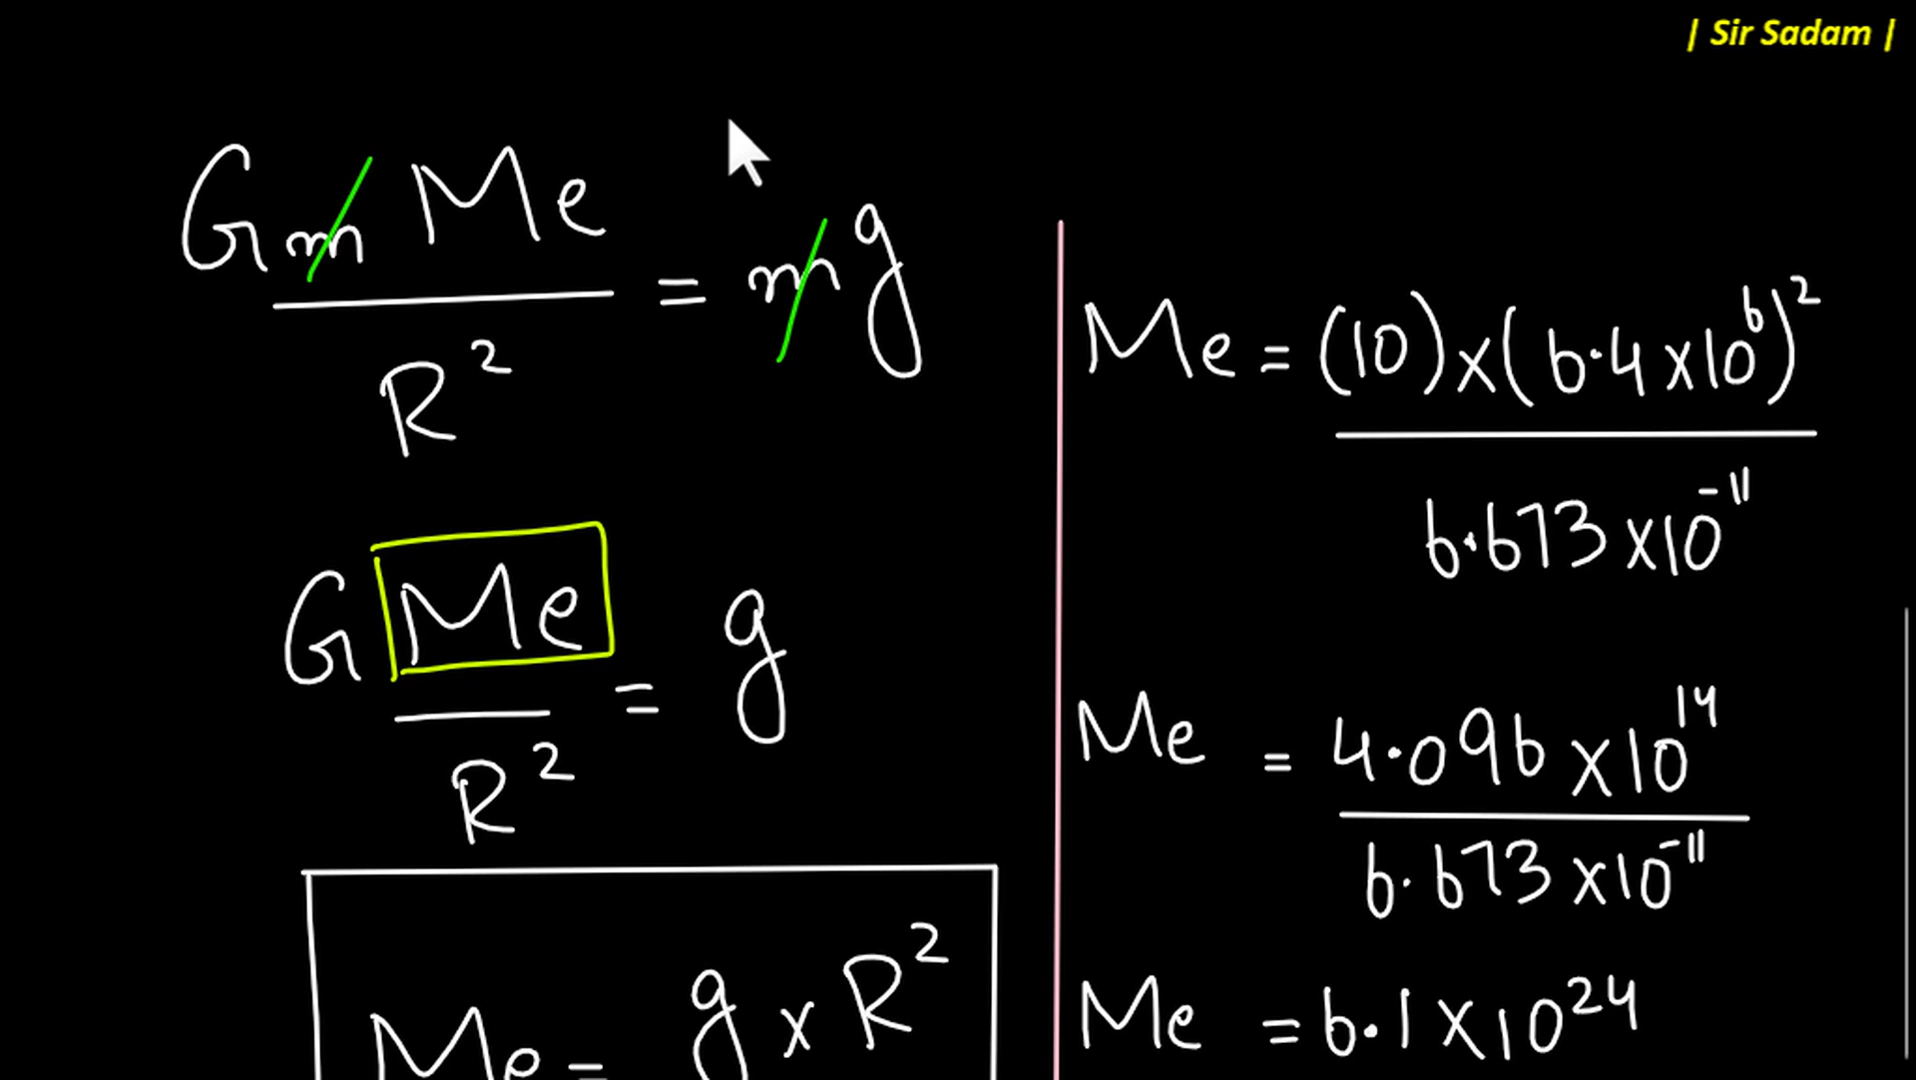 | Sir Sadam |
G m Me / R² = m g
G Me / R² = g
Me = g × R²
Me = (10) × (6.4 × 10⁶)² / 6.673 × 10⁻¹¹
Me = 4.096 × 10¹⁴ / 6.673 × 10⁻¹¹
Me = 6.1 × 10²⁴